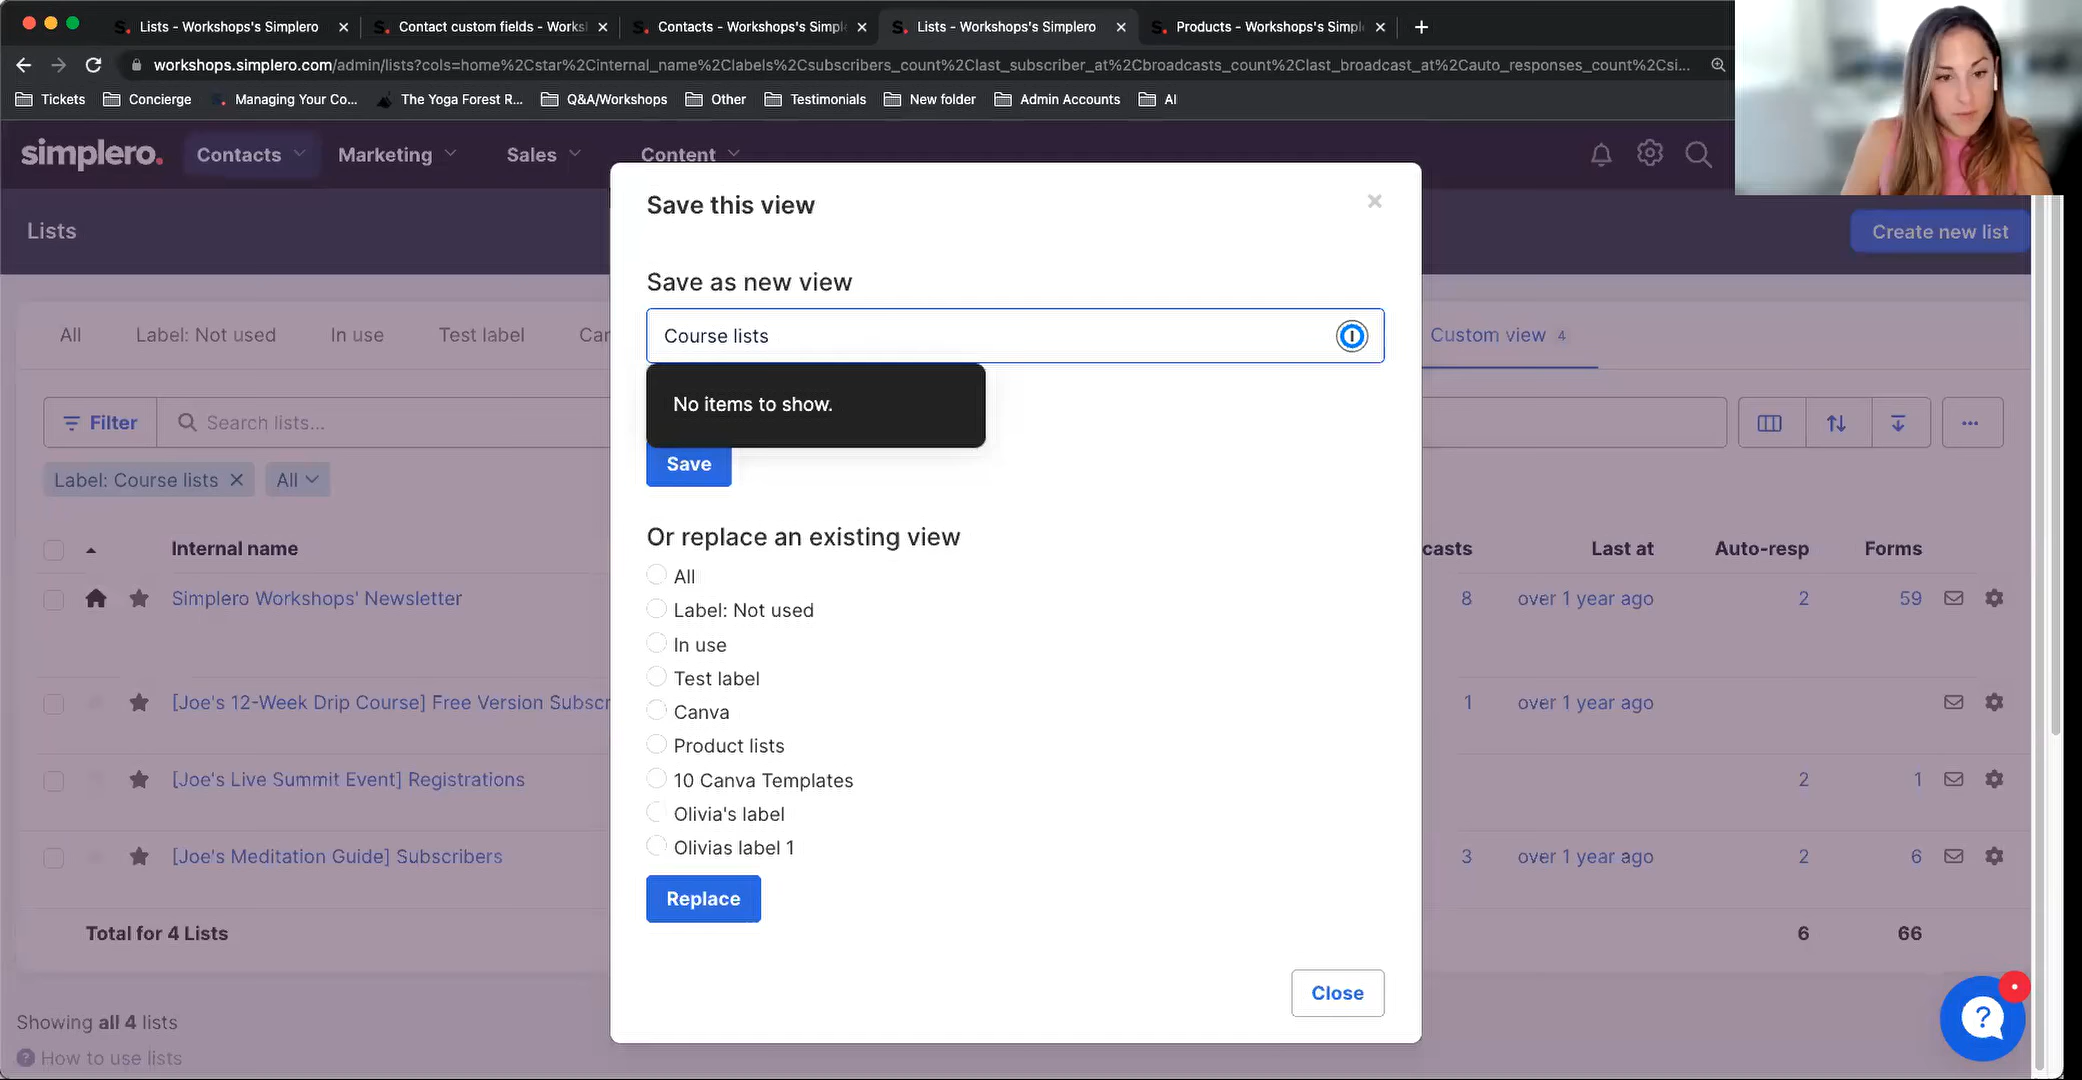 Lists - Workshops's Simplero
Contact custom fields - Works
Contacts - Workshops's Simpl
Lists - Workshops's Simplero
Products - Workshops's Simpl
workshops.simplero.com/admin/lists?cols=home%2Cstar%2Cinternal_name%2Clabels%2Csubscribers_count%2Clast_subscriber_at%2Cbroadcasts_count%2Clast_broadcast_at%2Cauto_responses_count%2Csi...
Tickets
Concierge
Managing Your Co...
The Yoga Forest R...
Q&A/Workshops
Other
Testimonials
New folder
Admin Accounts
AI
simplero.
Contacts
Marketing
Sales
Content
Lists
Create new list
All
Label: Not used
In use
Test label
Can
Custom view 4
Filter
Search lists...
Label: Course lists
All
Internal name
casts
Last at
Auto-resp
Forms
Simplero Workshops' Newsletter
8
over 1 year ago
2
59
[Joe's 12-Week Drip Course] Free Version Subscr
1
over 1 year ago
[Joe's Live Summit Event] Registrations
2
1
[Joe's Meditation Guide] Subscribers
3
over 1 year ago
2
6
Total for 4 Lists
6
66
Showing all 4 lists
? How to use lists
Save this view
Save as new view
Course lists
No items to show.
Save
Or replace an existing view
All
Label: Not used
In use
Test label
Canva
Product lists
10 Canva Templates
Olivia's label
Olivias label 1
Replace
Close
?